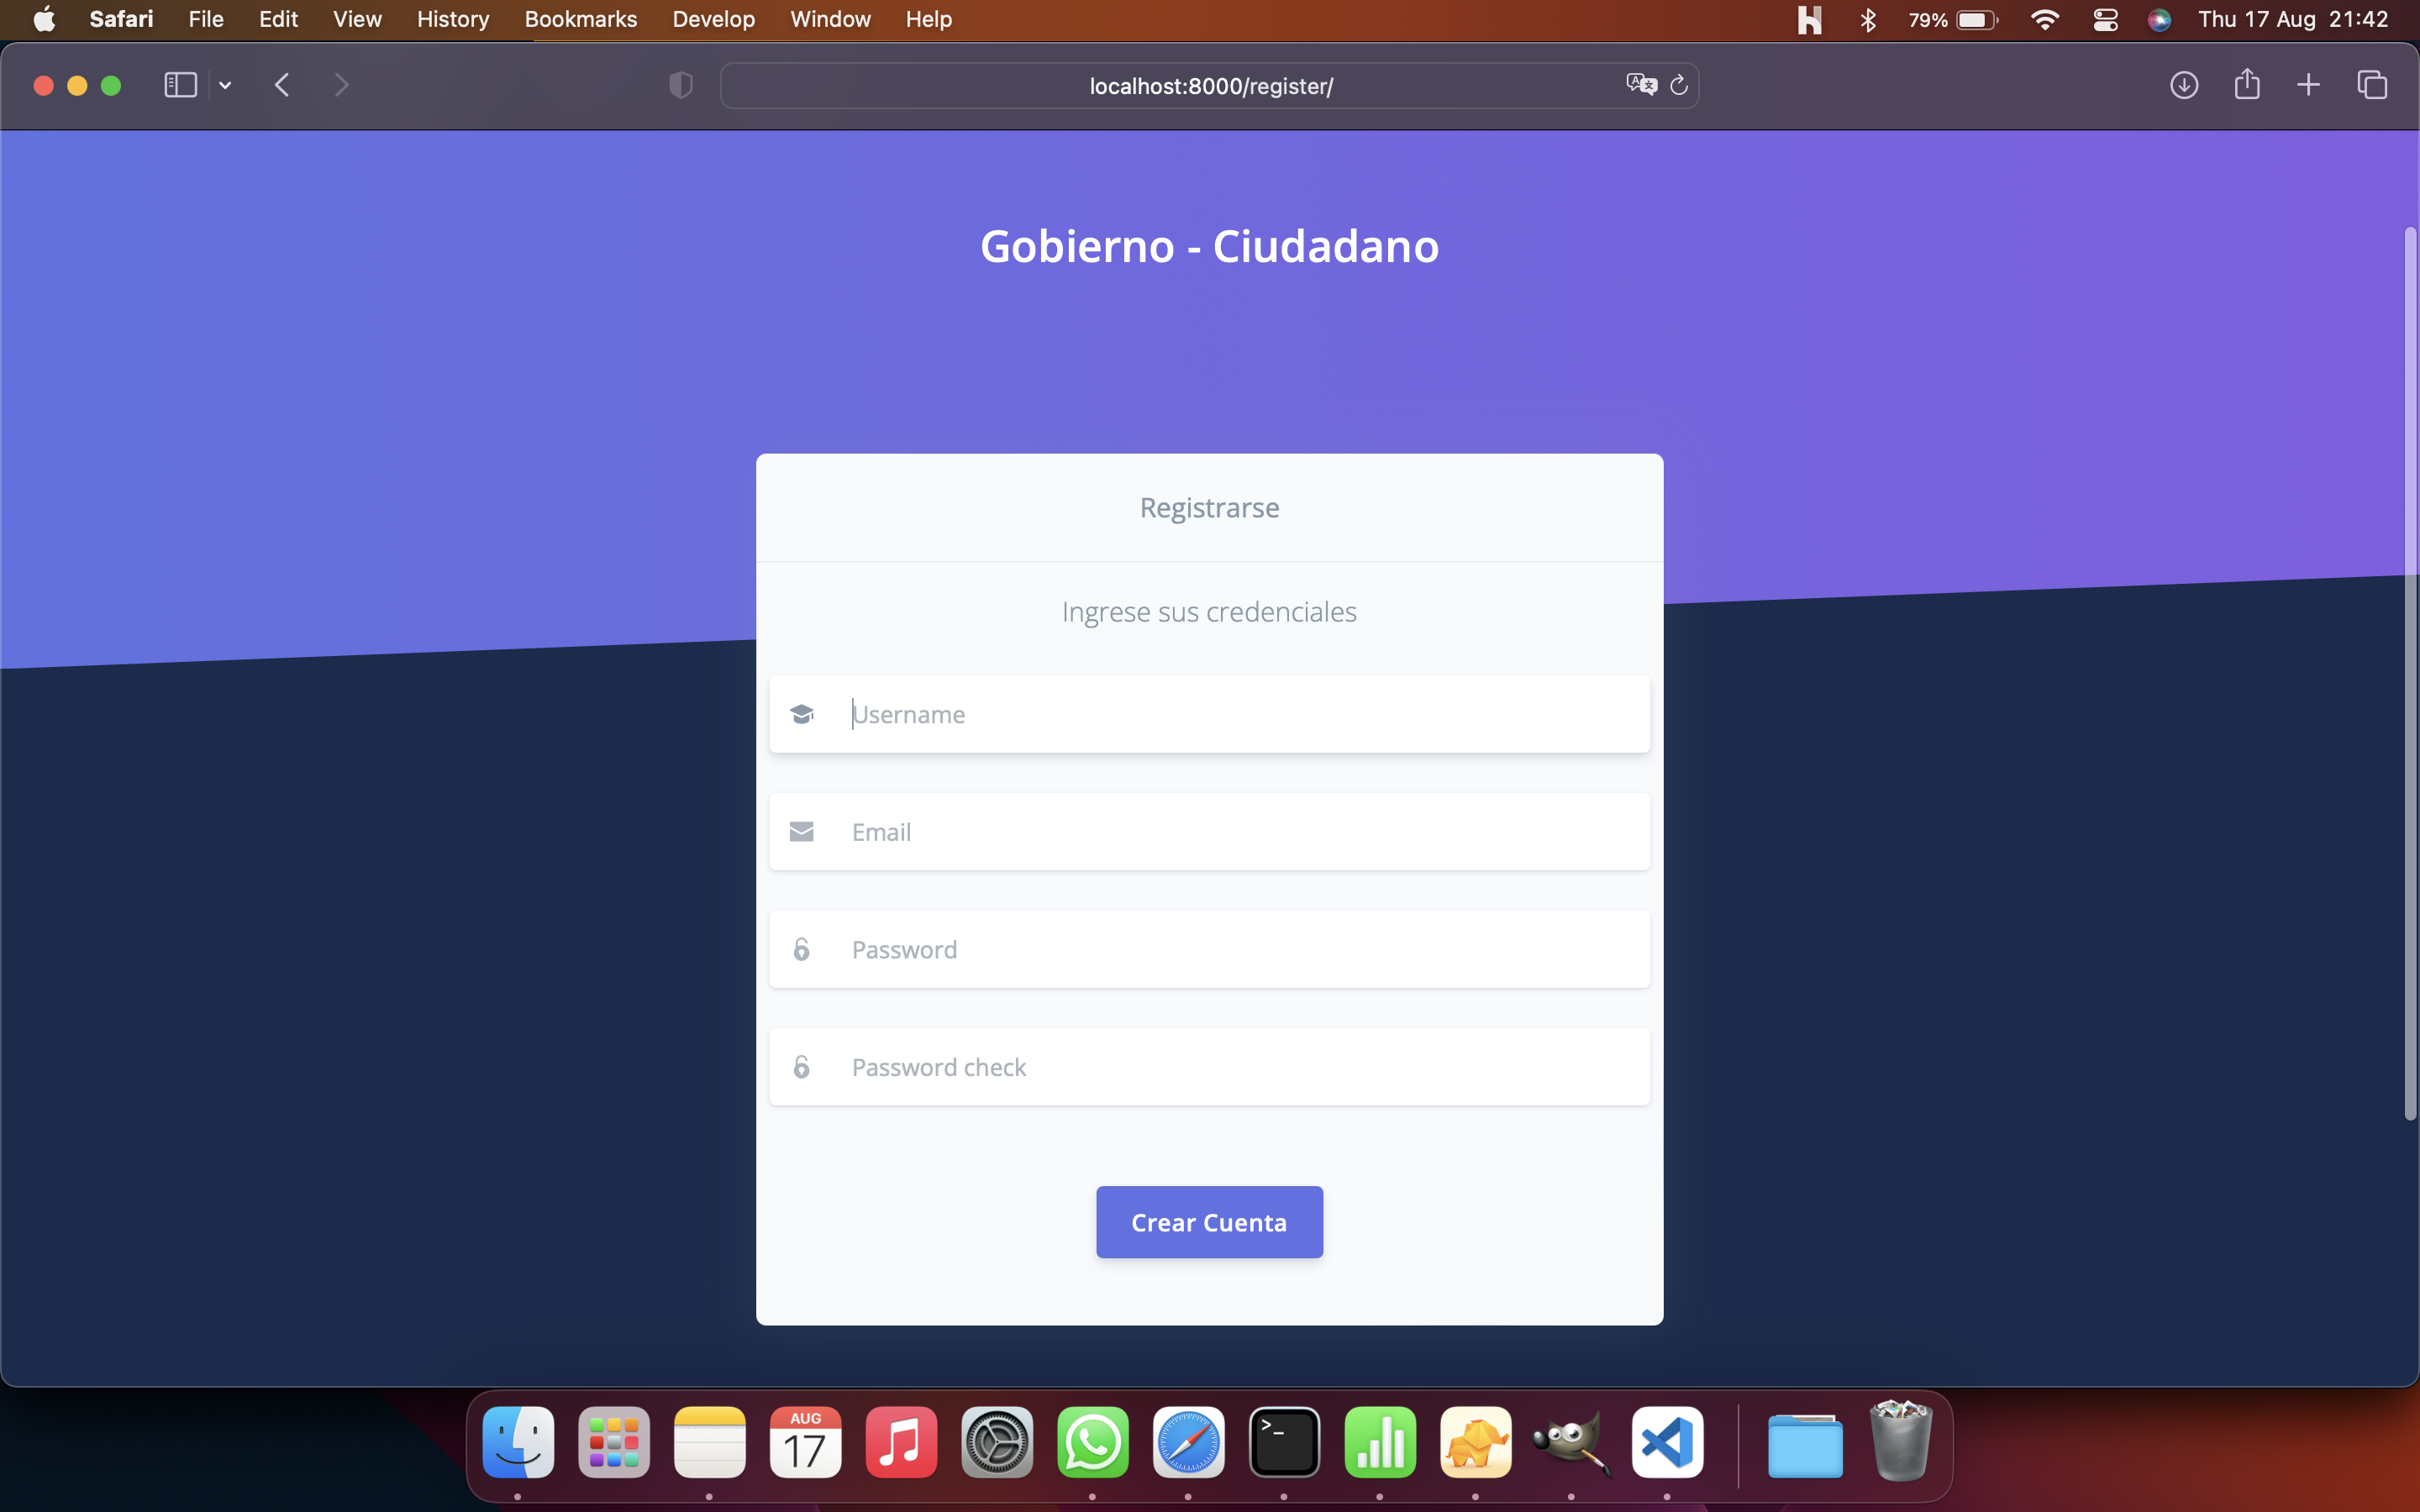 Safari File Edit View History Bookmarks Develop Window Help 79% Thu 17 Aug 21:42
localhost:8000/register/
Gobierno - Ciudadano
Registrarse
Ingrese sus credenciales
Username
Email
Password
Password check
Crear Cuenta
AUG
17